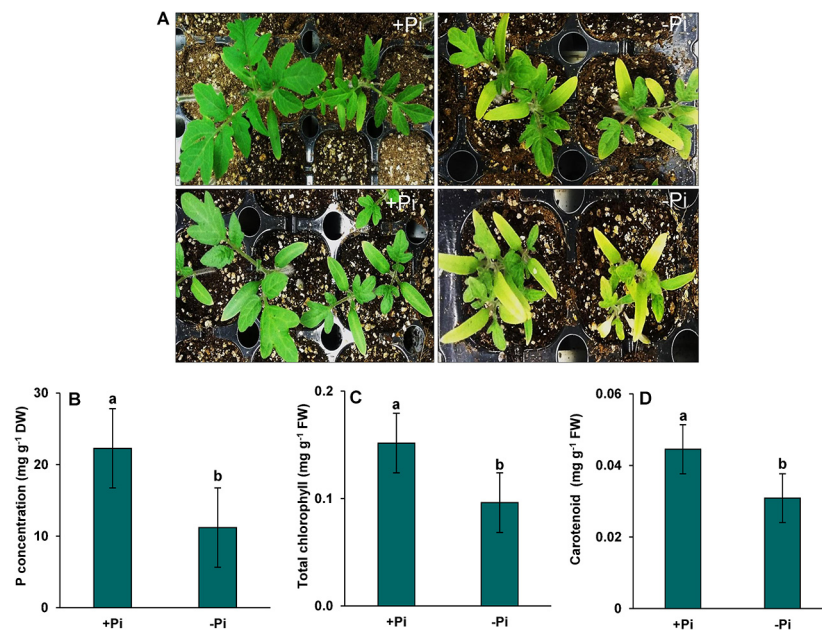 A
+Pi
-Pi
+Pi
-Pi
B
P concentration (mg g⁻¹ DW)
30
20
10
0
a
b
+Pi
-Pi
C
Total chlorophyll (mg g⁻¹ FW)
0.2
0.1
0.0
a
b
+Pi
-Pi
D
Carotenoid (mg g⁻¹ FW)
0.06
0.04
0.02
0
a
b
+Pi
-Pi